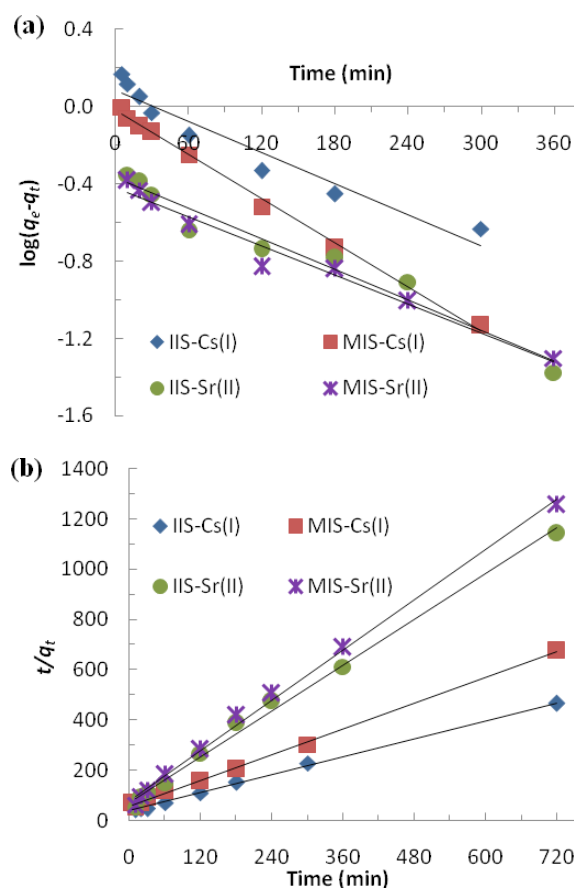 (a)
0.4
Time (min)
0.0
0 60 120 180 240 300 360
-0.4
log(qe-qt)
-0.8
IIS-Cs(I) MIS-Cs(I)
-1.2
IIS-Sr(II) MIS-Sr(II)
-1.6
(b)
1400
1200
IIS-Cs(I) MIS-Cs(I)
1000
IIS-Sr(II) MIS-Sr(II)
800
t/qt
600
400
200
0
0 120 240 360 480 600 720
Time (min)